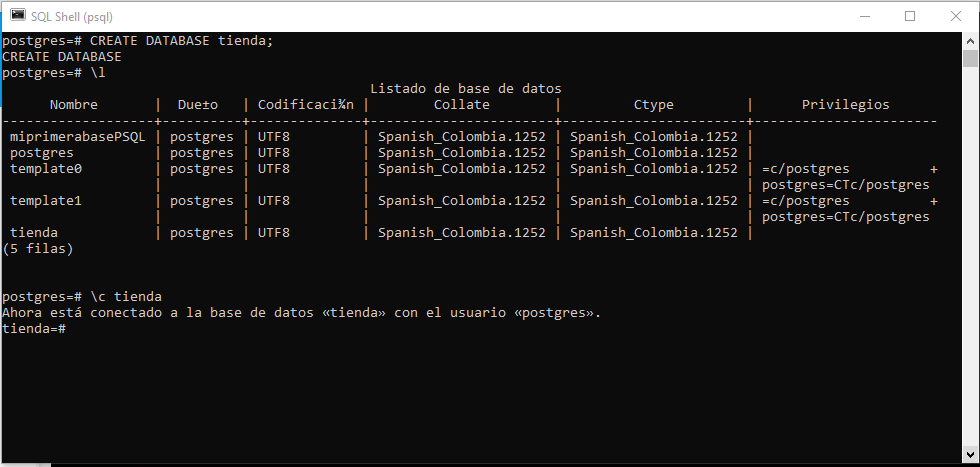 SQL Shell (psql)
postgres=# CREATE DATABASE tienda;
CREATE DATABASE
postgres=# \l
                                              Listado de base de datos
      Nombre       |  Due±o   | Codificaci¾n |        Collate        |         Ctype         |      Privilegios
-------------------+----------+--------------+-----------------------+-----------------------+-----------------------
 miprimerabasePSQL | postgres | UTF8         | Spanish_Colombia.1252 | Spanish_Colombia.1252 |
 postgres          | postgres | UTF8         | Spanish_Colombia.1252 | Spanish_Colombia.1252 |
 template0         | postgres | UTF8         | Spanish_Colombia.1252 | Spanish_Colombia.1252 | =c/postgres          +
                   |          |              |                       |                       | postgres=CTc/postgres
 template1         | postgres | UTF8         | Spanish_Colombia.1252 | Spanish_Colombia.1252 | =c/postgres          +
                   |          |              |                       |                       | postgres=CTc/postgres
 tienda            | postgres | UTF8         | Spanish_Colombia.1252 | Spanish_Colombia.1252 |
(5 filas)
postgres=# \c tienda
Ahora está conectado a la base de datos «tienda» con el usuario «postgres».
tienda=#